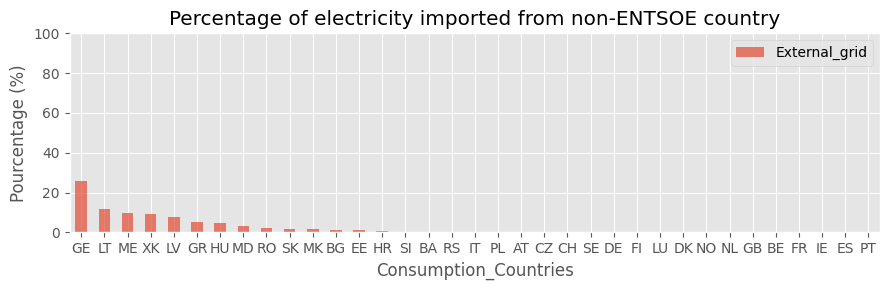 Percentage of electricity imported from non-ENTSOE country
External_grid
Pourcentage (%)
100
80
60
40
20
0
GE LT ME XK LV GR HU MD RO SK MK BG EE HR SI BA RS IT PL AT CZ CH SE DE FI LU DK NO NL GB BE FR IE ES PT
Consumption_Countries